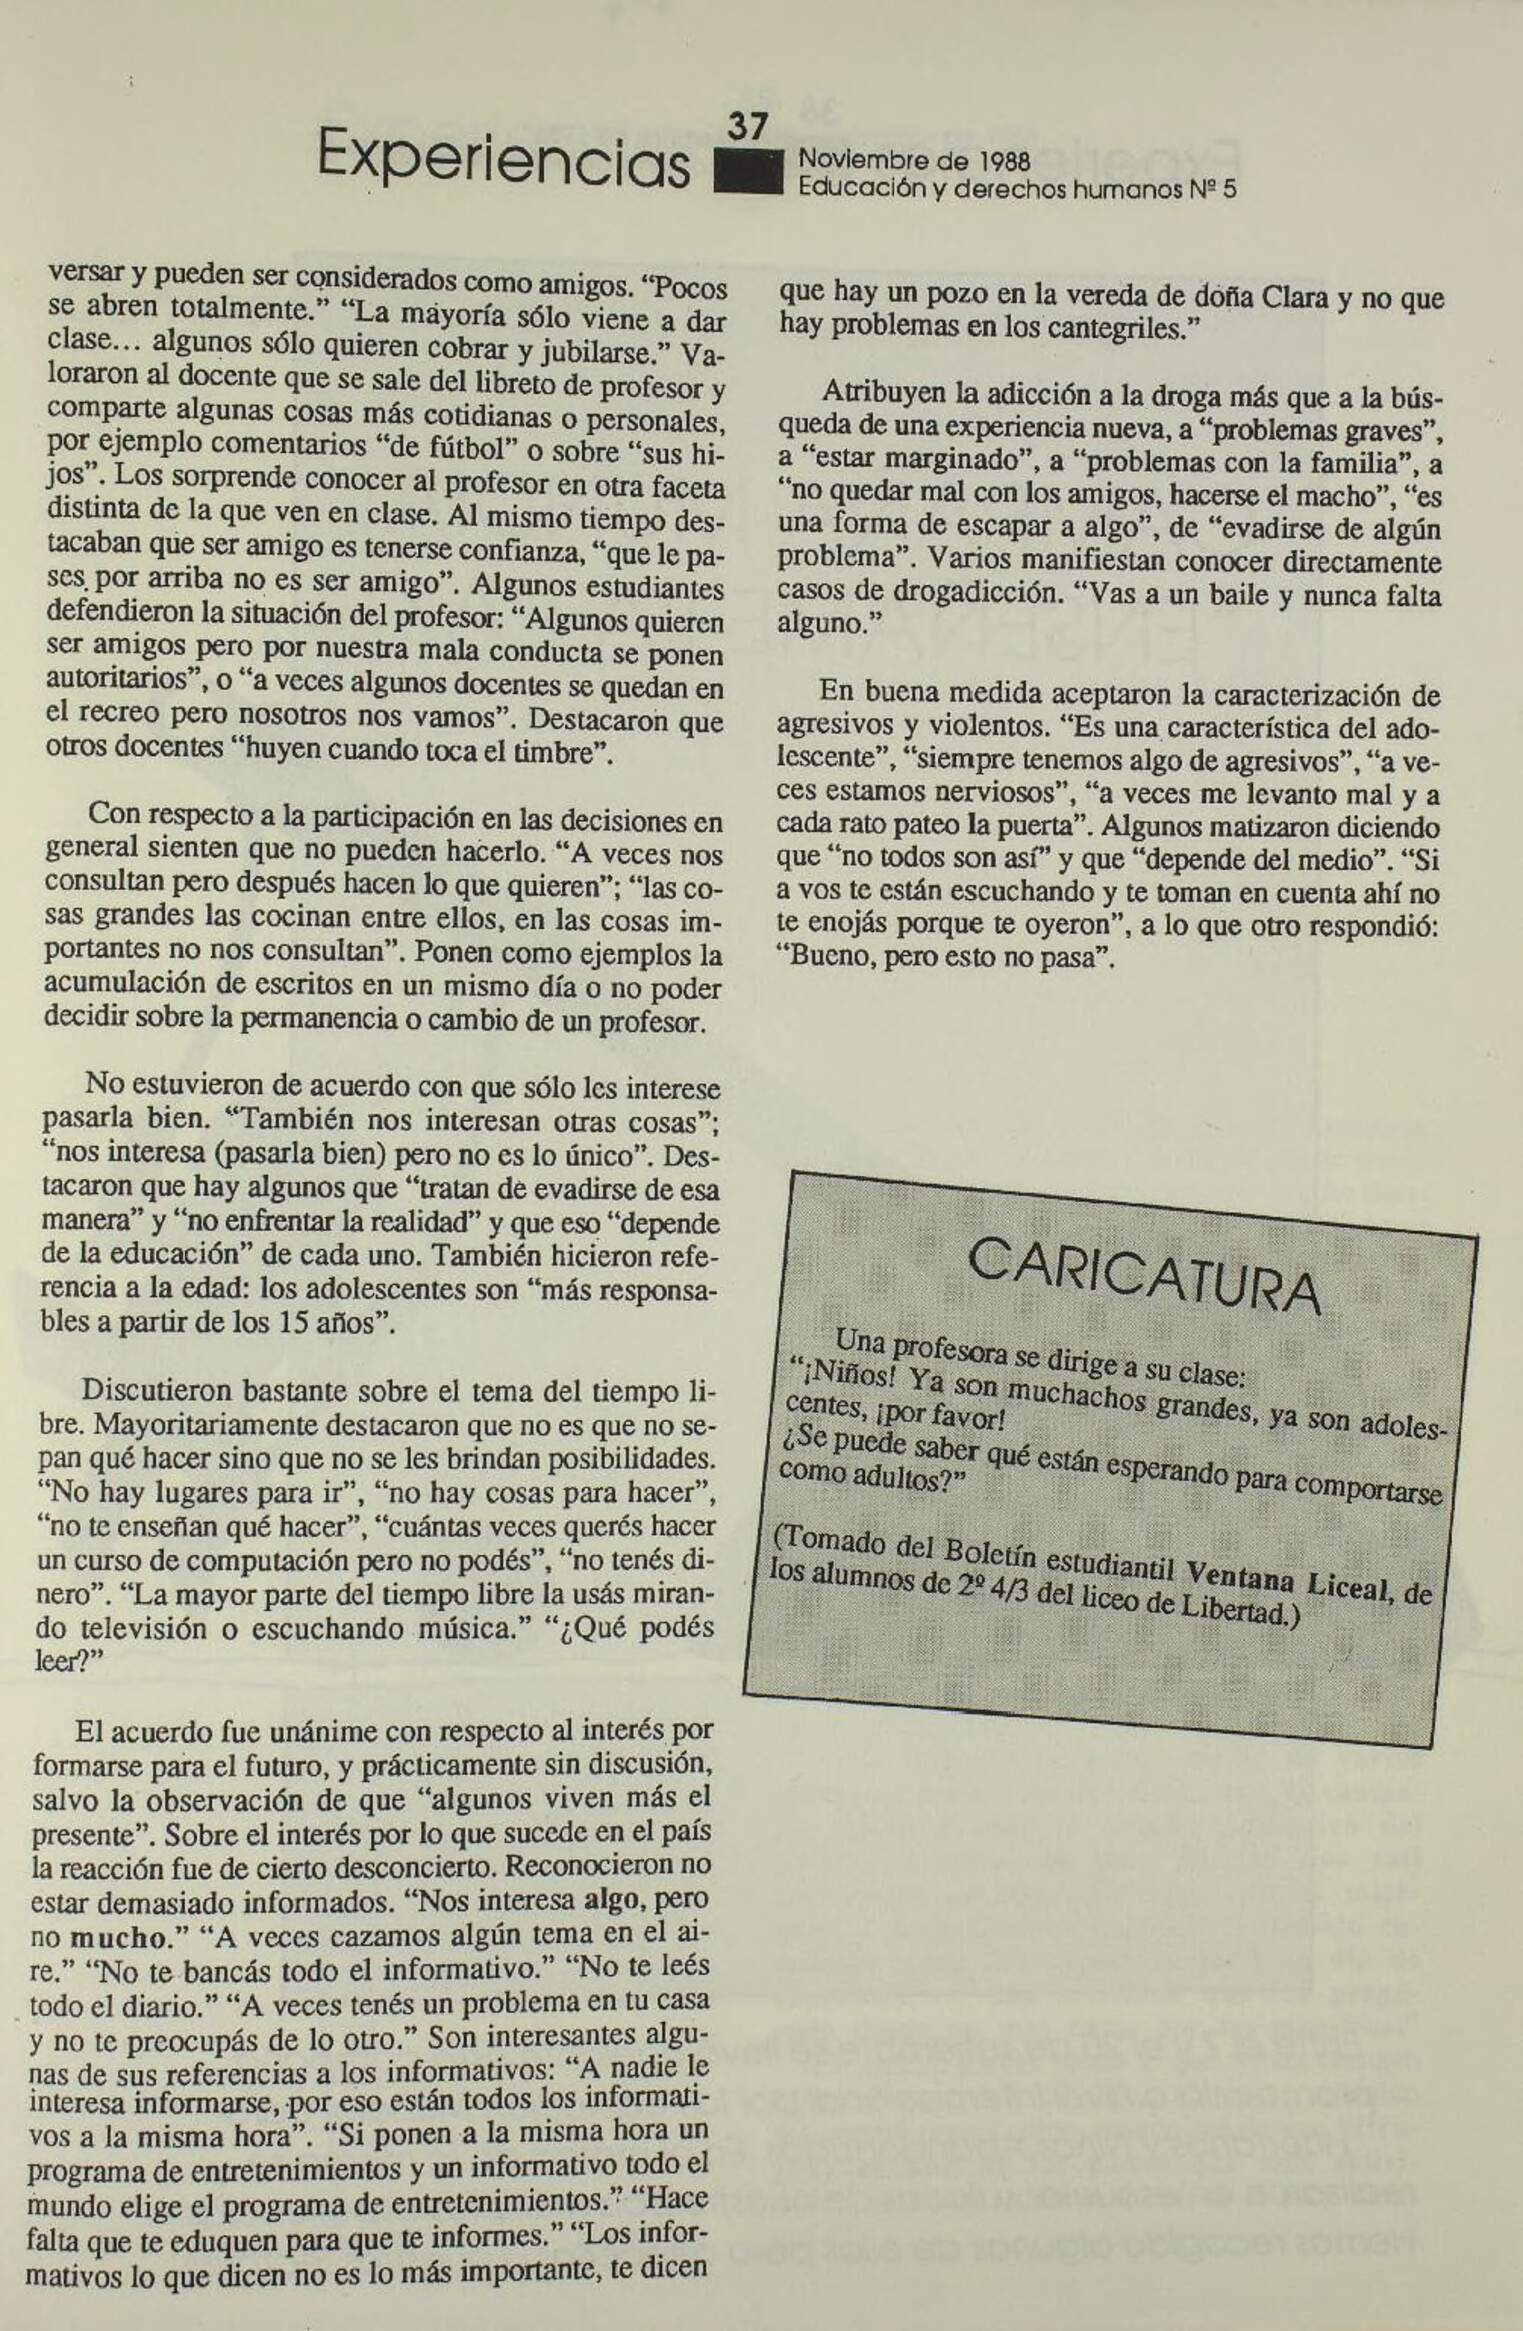 37
Experiencias
Noviembre de 1988
Educación y derechos humanos Nº 5
versar y pueden ser considerados como amigos. “Pocos
se abren totalmente.” “La mayoría sólo viene a dar
clase... algunos sólo quieren cobrar y jubilarse.” Va-
loraron al docente que se sale del libreto de profesor y
comparte algunas cosas más cotidianas o personales,
por ejemplo comentarios “de fútbol” o sobre “sus hi-
jos”. Los sorprende conocer al profesor en otra faceta
distinta de la que ven en clase. Al mismo tiempo des-
tacaban que ser amigo es tenerse confianza, “que le pa-
ses por arriba no es ser amigo”. Algunos estudiantes
defendieron la situación del profesor: “Algunos quieren
ser amigos pero por nuestra mala conducta se ponen
autoritarios”, o “a veces algunos docentes se quedan en
el recreo pero nosotros nos vamos”. Destacaron que
otros docentes “huyen cuando toca el timbre”.
Con respecto a la participación en las decisiones en
general sienten que no pueden hacerlo. “A veces nos
consultan pero después hacen lo que quieren”; “las co-
sas grandes las cocinan entre ellos, en las cosas im-
portantes no nos consultan”. Ponen como ejemplos la
acumulación de escritos en un mismo día o no poder
decidir sobre la permanencia o cambio de un profesor.
No estuvieron de acuerdo con que sólo les interese
pasarla bien. “También nos interesan otras cosas”;
“nos interesa (pasarla bien) pero no es lo único”. Des-
tacaron que hay algunos que “tratan de evadirse de esa
manera” y “no enfrentar la realidad” y que eso “depende
de la educación” de cada uno. También hicieron refe-
rencia a la edad: los adolescentes son “más responsa-
bles a partir de los 15 años”.
Discutieron bastante sobre el tema del tiempo li-
bre. Mayoritariamente destacaron que no es que no se-
pan qué hacer sino que no se les brindan posibilidades.
“No hay lugares para ir”, “no hay cosas para hacer”,
“no te enseñan qué hacer”, “cuántas veces querés hacer
un curso de computación pero no podés”, “no tenés di-
nero”. “La mayor parte del tiempo libre la usás miran-
do televisión o escuchando música.” “¿Qué podés
leer?”
El acuerdo fue unánime con respecto al interés por
formarse para el futuro, y prácticamente sin discusión,
salvo la observación de que “algunos viven más el
presente”. Sobre el interés por lo que sucede en el país
la reacción fue de cierto desconcierto. Reconocieron no
estar demasiado informados. “Nos interesa algo, pero
no mucho.” “A veces cazamos algún tema en el ai-
re.” “No te bancás todo el informativo.” “No te leés
todo el diario.” “A veces tenés un problema en tu casa
y no te preocupás de lo otro.” Son interesantes algu-
nas de sus referencias a los informativos: “A nadie le
interesa informarse, por eso están todos los informati-
vos a la misma hora”. “Si ponen a la misma hora un
programa de entretenimientos y un informativo todo el
mundo elige el programa de entretenimientos.” “Hace
falta que te eduquen para que te informes.” “Los infor-
mativos lo que dicen no es lo más importante, te dicen
que hay un pozo en la vereda de doña Clara y no que
hay problemas en los cantegriles.”
Atribuyen la adicción a la droga más que a la bús-
queda de una experiencia nueva, a “problemas graves”,
a “estar marginado”, a “problemas con la familia”, a
“no quedar mal con los amigos, hacerse el macho”, “es
una forma de escapar a algo”, de “evadirse de algún
problema”. Varios manifiestan conocer directamente
casos de drogadicción. “Vas a un baile y nunca falta
alguno.”
En buena medida aceptaron la caracterización de
agresivos y violentos. “Es una característica del ado-
lescente”, “siempre tenemos algo de agresivos”, “a ve-
ces estamos nerviosos”, “a veces me levanto mal y a
cada rato pateo la puerta”. Algunos matizaron diciendo
que “no todos son así” y que “depende del medio”. “Si
a vos te están escuchando y te toman en cuenta ahí no
te enojás porque te oyeron”, a lo que otro respondió:
“Bueno, pero esto no pasa”.
CARICATURA
Una profesora se dirige a su clase:
“¡Niños! Ya son muchachos grandes, ya son adoles-
centes, ¡por favor!
¿Se puede saber qué están esperando para comportarse
como adultos?”
(Tomado del Boletín estudiantil Ventana Liceal, de
los alumnos de 2º 4/3 del liceo de Libertad.)